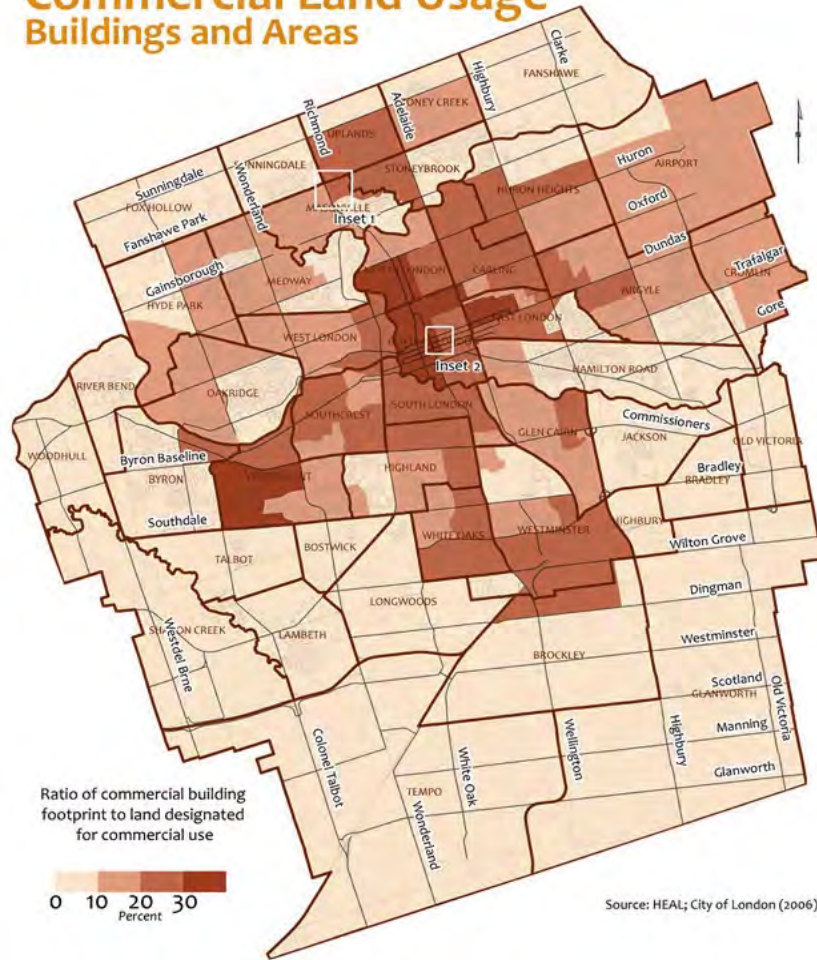 Commercial Land Usage
Buildings and Areas
Clarke
FANSHAWE
Highbury
Adelaide
Richmond
UPLANDS
STONEYBROOK
SUNNINGDALE
Wonderland
Sunningdale
FOX HOLLOW
Fanshawe Park
Inset 1
Huron
AIRPORT
HURON HEIGHTS
Oxford
Dundas
Trafalgar
CRUMLIN
Gore
Gainsborough
MEDWAY
HYDE PARK
CARLING
ARGYLE
EAST LONDON
WEST LONDON
Inset 2
HAMILTON ROAD
RIVER BEND
OAKRIDGE
SOUTHCREST
SOUTH LONDON
Commissioners
GLEN CAIRN
JACKSON
OLD VICTORIA
WOODHULL
Byron Baseline
BYRON
HIGHLAND
Bradley
BRADLEY
Southdale
HIGHBURY
WHITE OAKS
WESTMINSTER
Wilton Grove
TALBOT
BOSTWICK
Dingman
LONGWOODS
SHARON CREEK
LAMBETH
Westdel Brne
BROCKLEY
Westminster
Scotland
GLANWORTH
Old Victoria
Manning
Glanworth
Colonel Talbot
White Oak
Wellington
Highbury
TEMPO
Wonderland
Ratio of commercial building
footprint to land designated
for commercial use
0 10 20 30
Percent
Source: HEAL; City of London (2006)